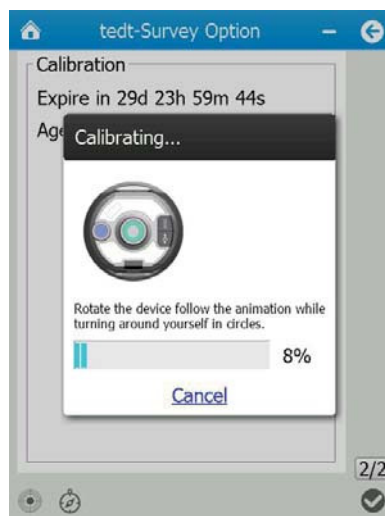 tedt-Survey Option
Calibration
Expire in 29d 23h 59m 44s
Age
Calibrating...
Rotate the device follow the animation while
turning around yourself in circles.
8%
Cancel
2/2